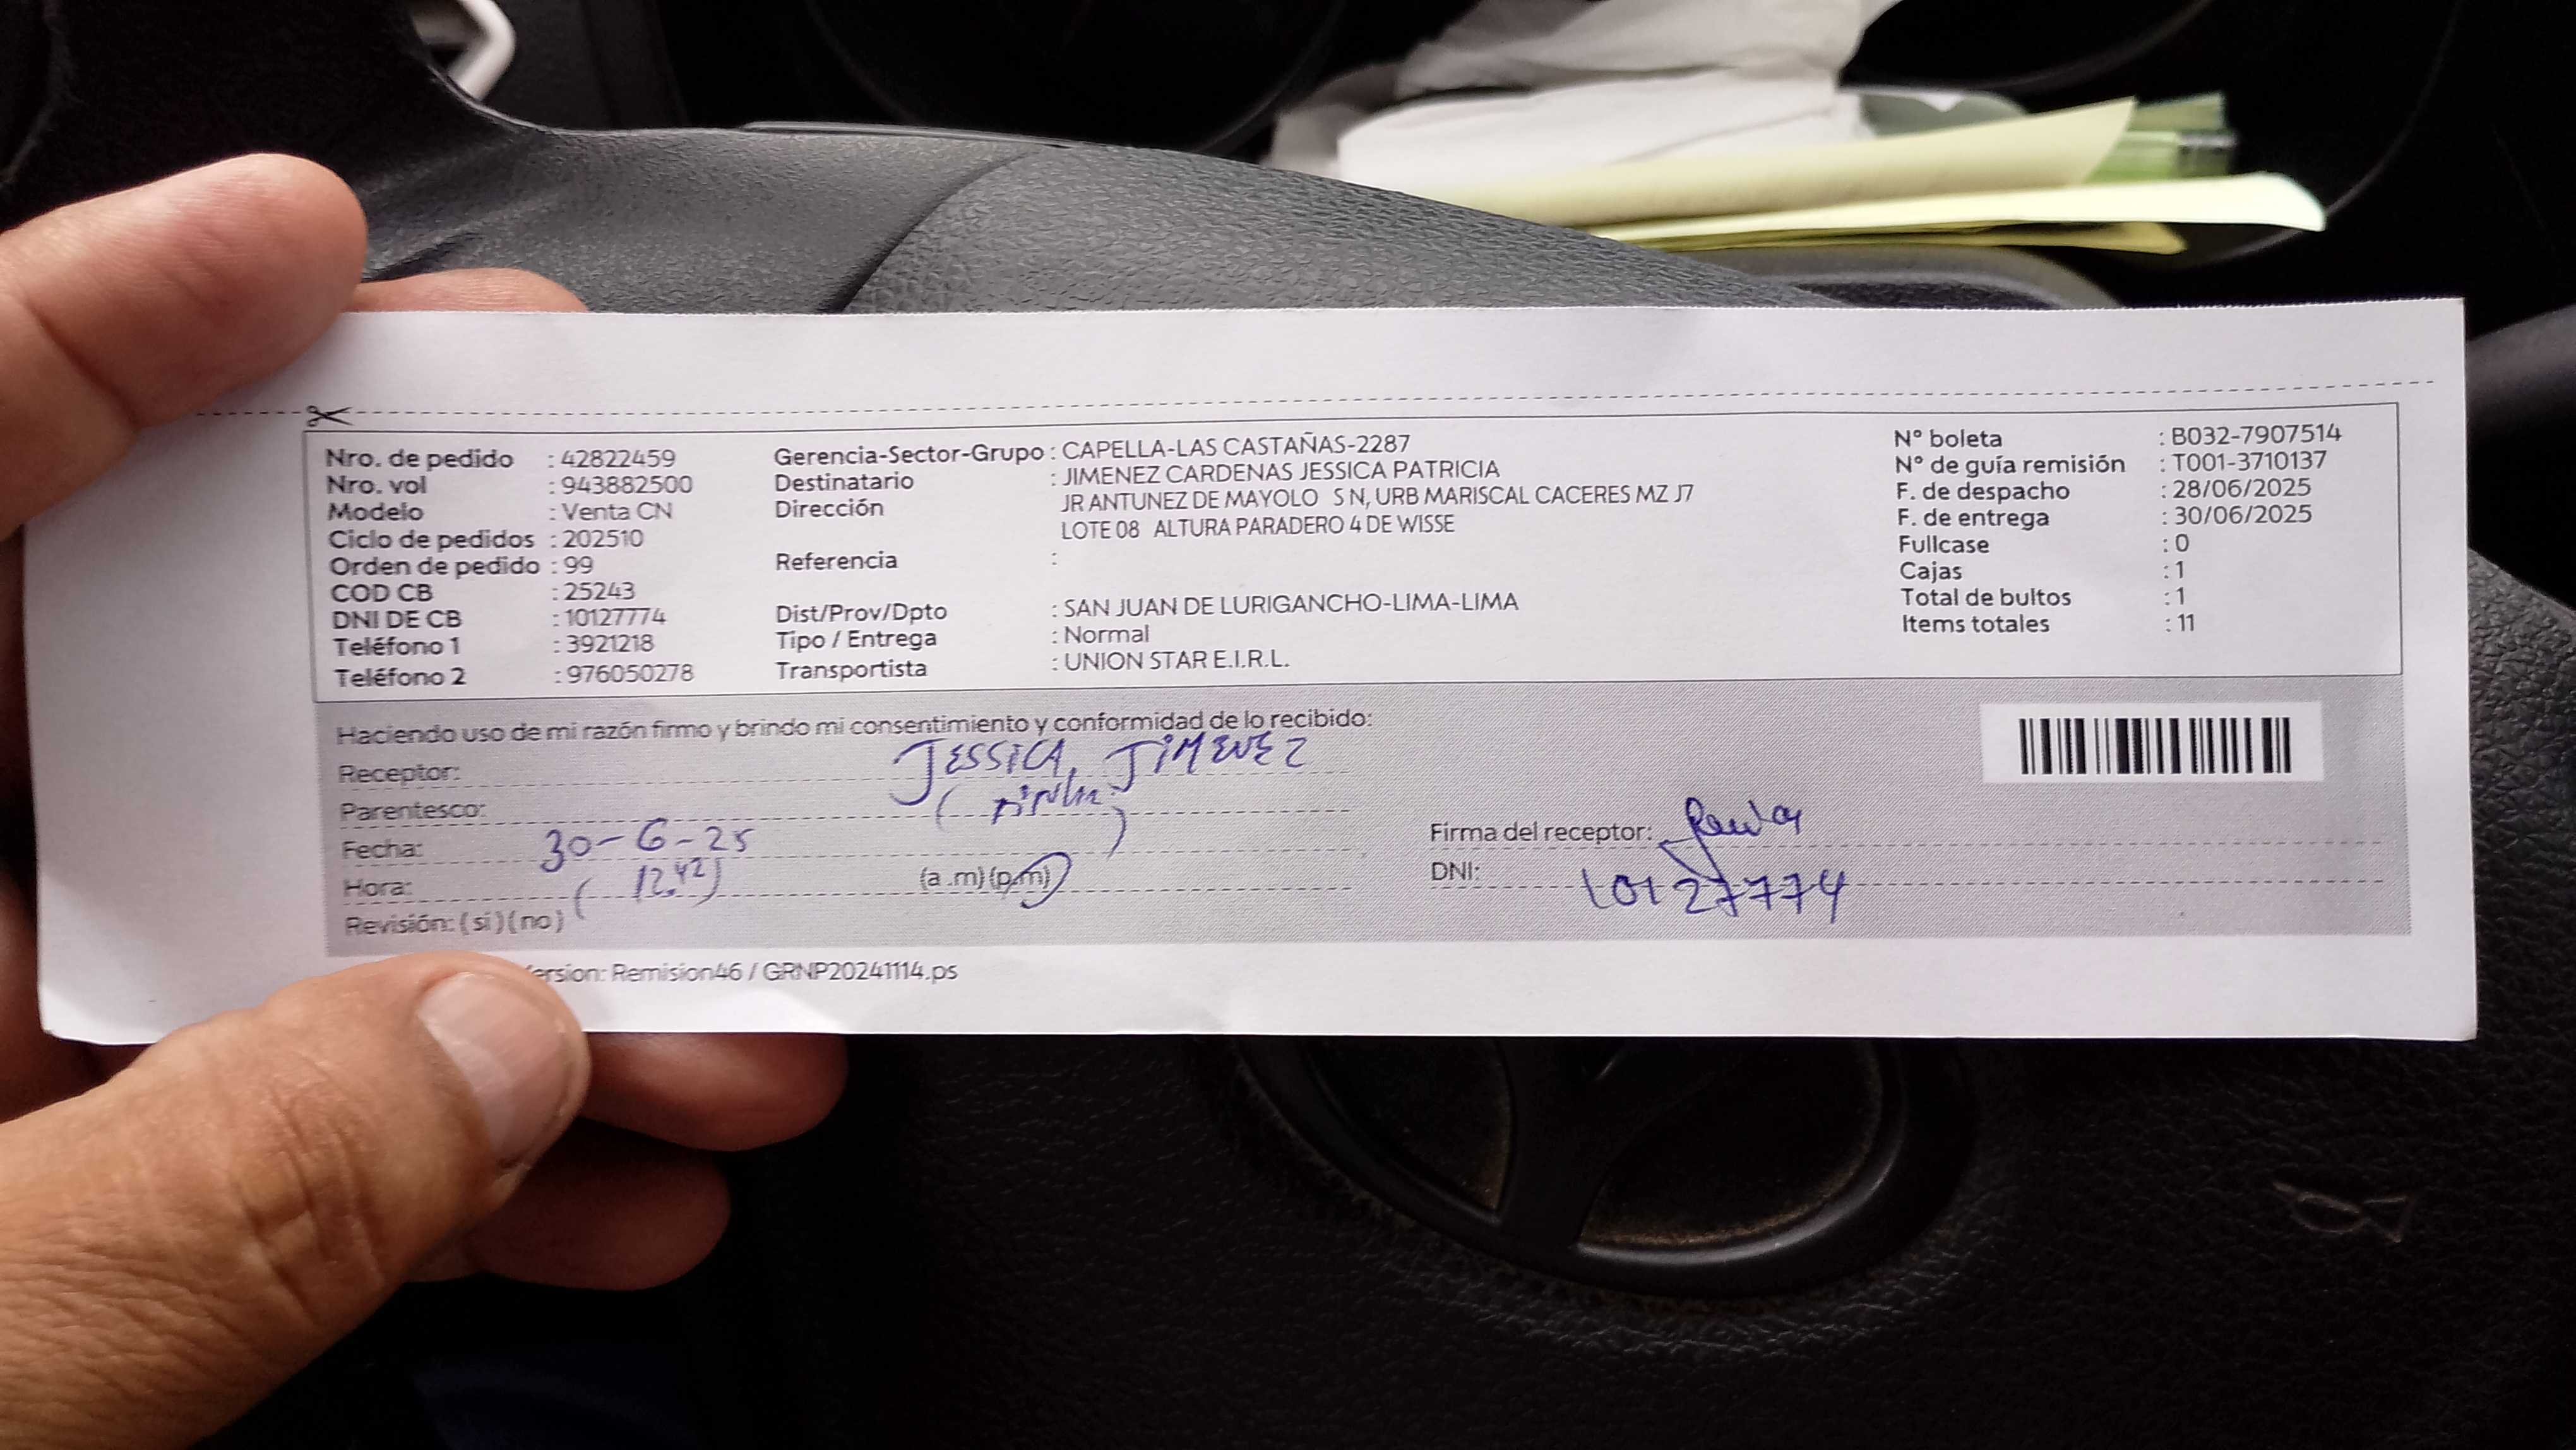 Nro. de pedido : 42822459
Nro. vol : 943882500
Modelo : Venta CN
Ciclo de pedidos : 202510
Orden de pedido : 99
COD CB : 25243
DNI DE CB : 10127774
Teléfono 1 : 3921218
Teléfono 2 : 976050278
Gerencia-Sector-Grupo : CAPELLA-LAS CASTAÑAS-2287
Destinatario : JIMENEZ CARDENAS JESSICA PATRICIA
Dirección JR ANTUNEZ DE MAYOLO S N, URB MARISCAL CACERES MZ J7
LOTE 08 ALTURA PARADERO 4 DE WISSE
Referencia :
Dist/Prov/Dpto : SAN JUAN DE LURIGANCHO-LIMA-LIMA
Tipo / Entrega : Normal
Transportista : UNION STAR E.I.R.L.
N° boleta : B032-7907514
N° de guía remisión : T001-3710137
F. de despacho : 28/06/2025
F. de entrega : 30/06/2025
Fullcase : 0
Cajas : 1
Total de bultos : 1
Items totales : 11
Haciendo uso de mi razón firmo y brindo mi consentimiento y conformidad de lo recibido:
Receptor: JESSICA JIMENEZ
Parentesco:
Fecha: 30-6-25
Hora: (12.42) (a.m)(p.m)
Revisión: (si)(no)
Firma del receptor:
DNI: 10127774
ersion: Remision46 / GRNP20241114.ps